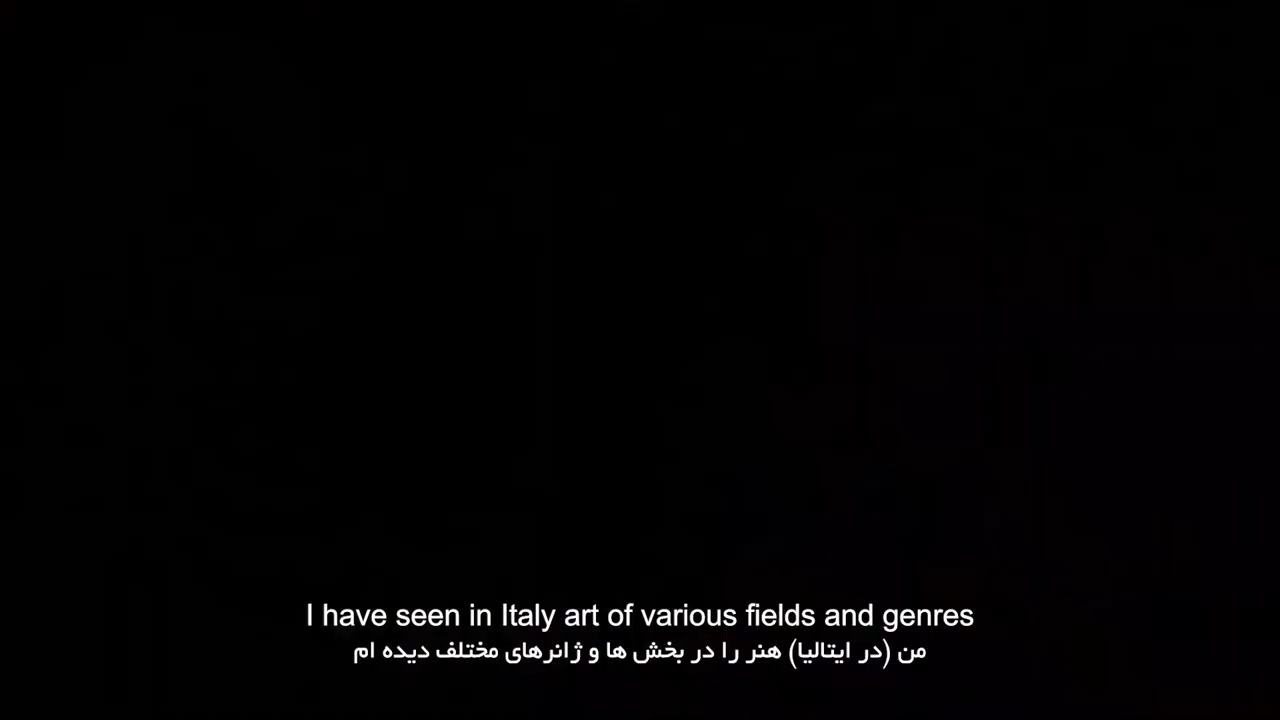 I have seen in Italy art of various fields and genres
من (در ایتالیا) هنر را در بخش ها و ژانرهای مختلف دیده ام